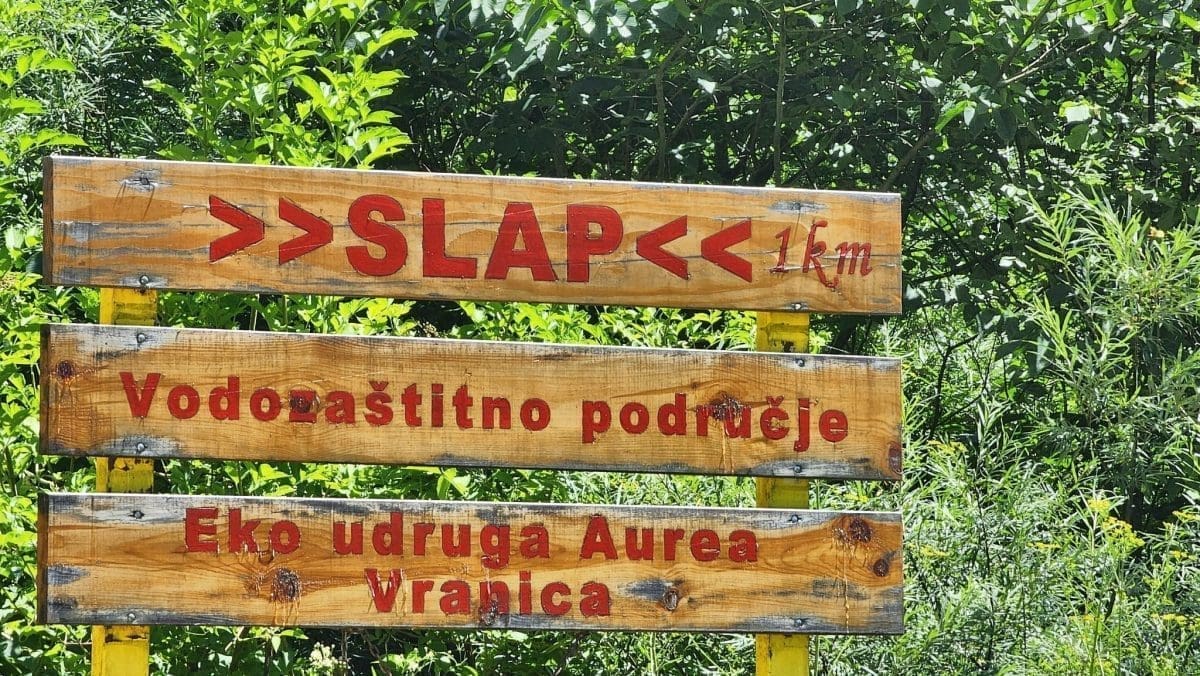 >>SLAP<< 1km
Vodozaštitno područje
Eko udruga Aurea
Vranica